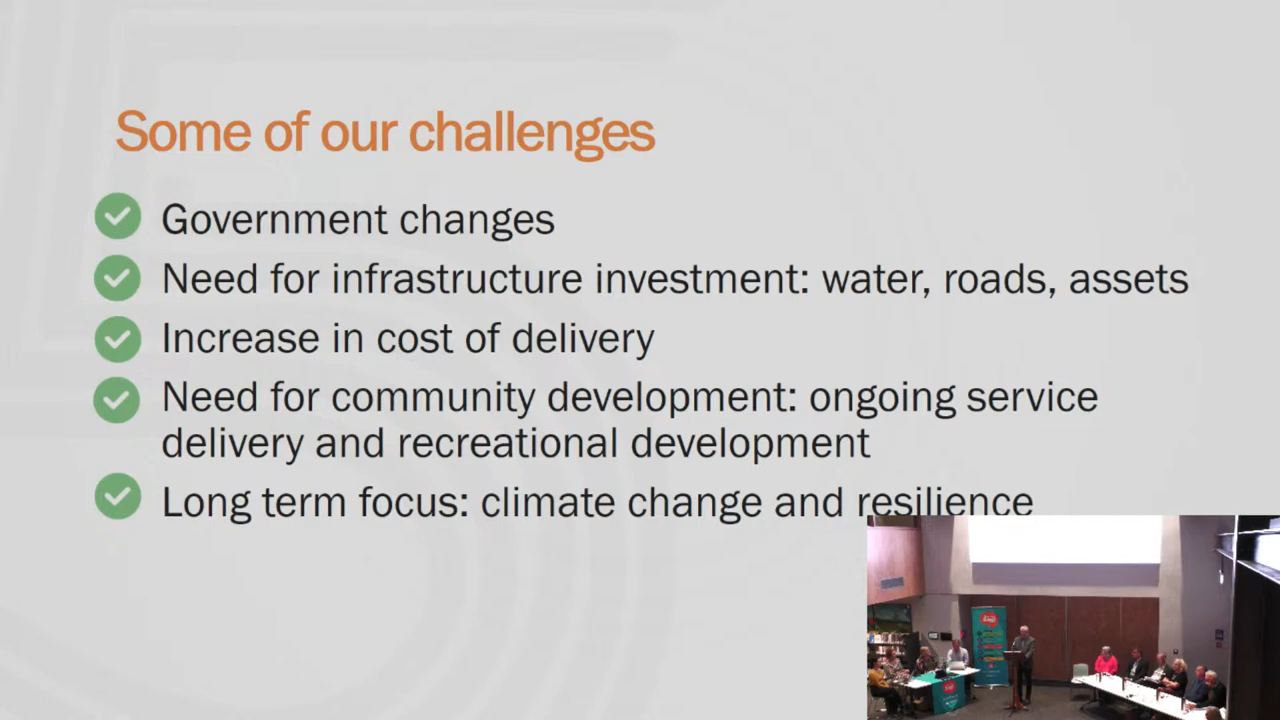 Some of our challenges
Government changes
Need for infrastructure investment: water, roads, assets
Increase in cost of delivery
Need for community development: ongoing service
delivery and recreational development
Long term focus: climate change and resilience